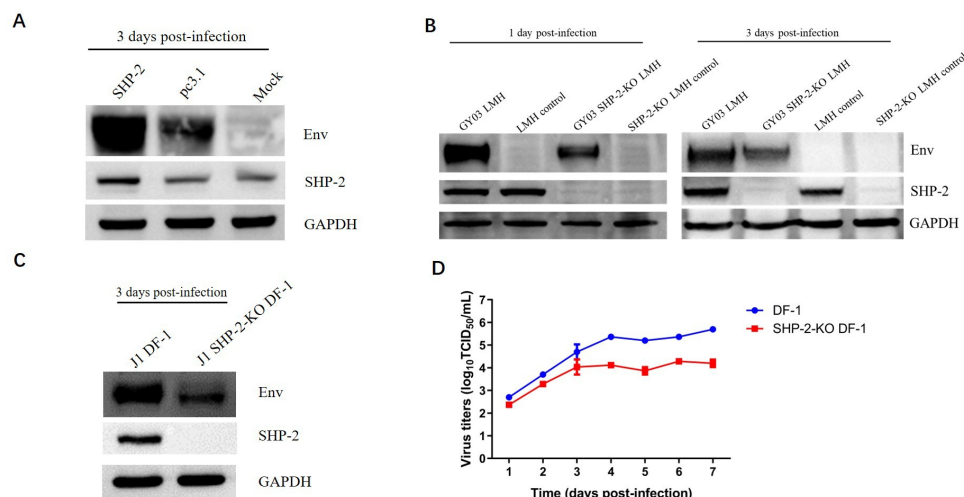 A
3 days post-infection
SHP-2
pc3.1
Mock
Env
SHP-2
GAPDH
B
1 day post-infection
3 days post-infection
GY03 LMH
LMH control
GY03 SHP-2-KO LMH
SHP-2-KO LMH control
GY03 LMH
GY03 SHP-2-KO LMH
LMH control
SHP-2-KO LMH control
Env
SHP-2
GAPDH
C
3 days post-infection
J1 DF-1
J1 SHP-2-KO DF-1
Env
SHP-2
GAPDH
D
Virus titers (log₁₀TCID₅₀/mL)
7
6
5
4
3
2
1
0
1 2 3 4 5 6 7
Time (days post-infection)
DF-1
SHP-2-KO DF-1